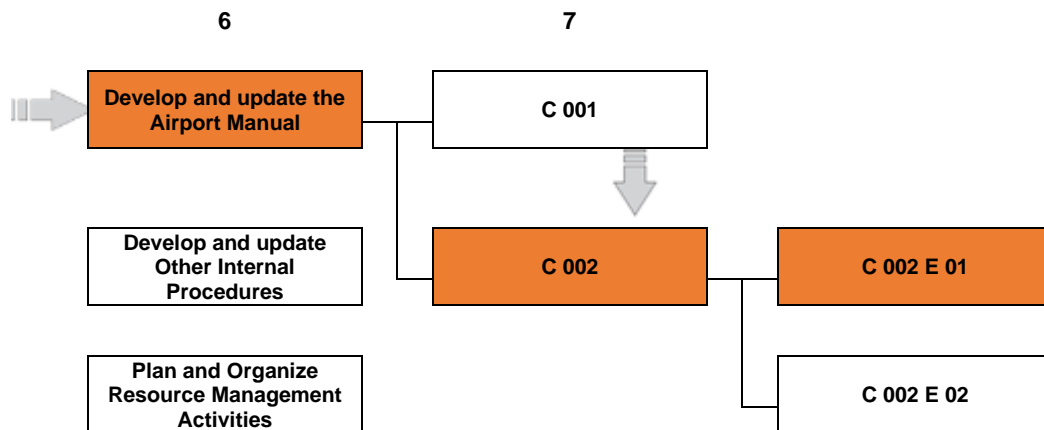 6
7
Develop and update the
Airport Manual
C 001
Develop and update
Other Internal
Procedures
C 002
C 002 E 01
Plan and Organize
Resource Management
Activities
C 002 E 02